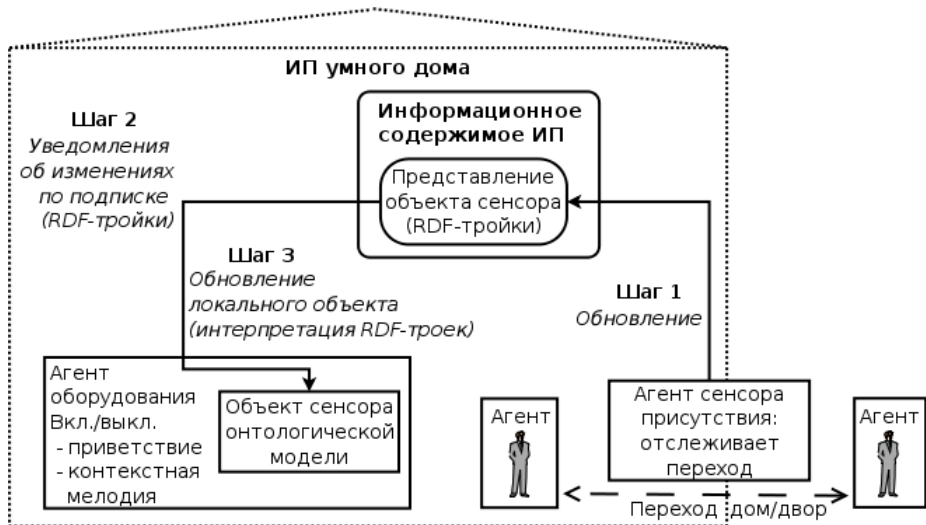 ИП умного дома
Информационное
содержимое ИП
Представление
объекта сенсора
(RDF-тройки)
Шаг 2
Уведомления
об изменениях
по подписке
(RDF-тройки)
Шаг 3
Обновление
локального объекта
(интерпретация RDF-троек)
Шаг 1
Обновление
Агент
оборудования
Вкл./выкл.
- приветствие
- контекстная
мелодия
Объект сенсора
онтологической
модели
Агент
Агент сенсора
присутствия:
отслеживает
переход
Агент
Переход дом/двор